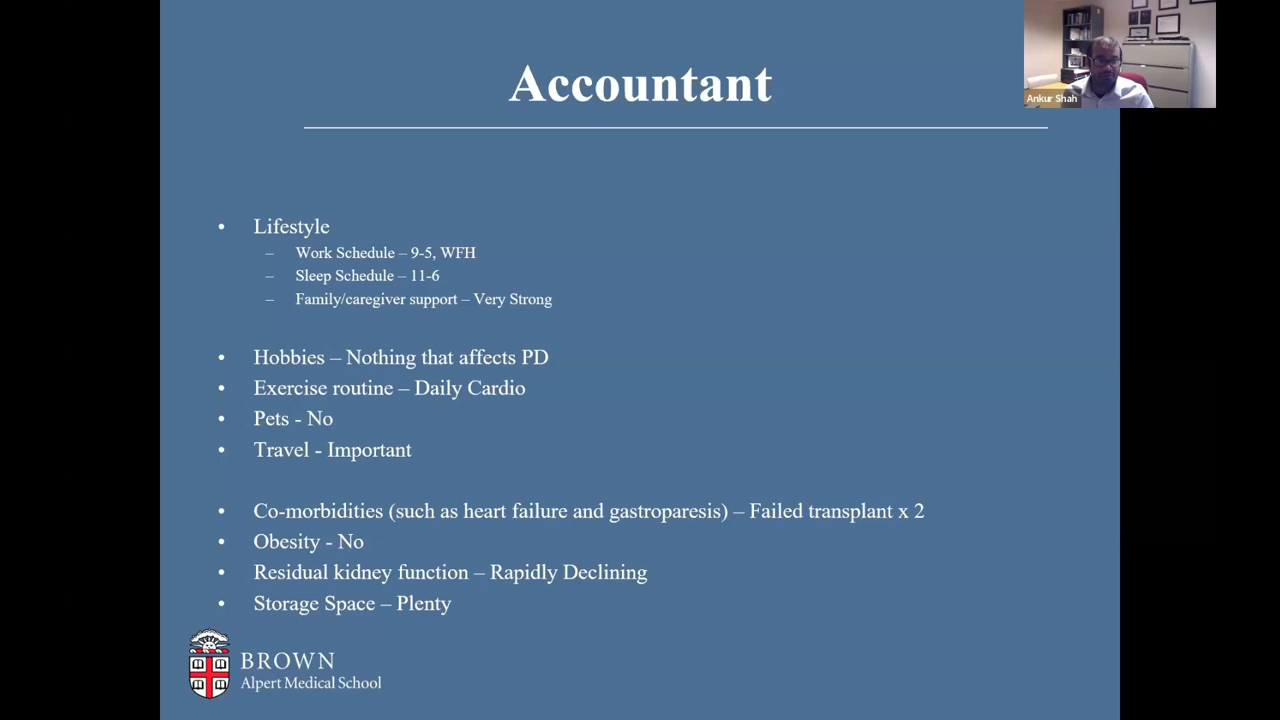 Accountant
Ankur Shah
• Lifestyle
– Work Schedule – 9-5, WFH
– Sleep Schedule – 11-6
– Family/caregiver support – Very Strong
• Hobbies – Nothing that affects PD
• Exercise routine – Daily Cardio
• Pets - No
• Travel - Important
• Co-morbidities (such as heart failure and gastroparesis) – Failed transplant x 2
• Obesity - No
• Residual kidney function – Rapidly Declining
• Storage Space – Plenty
BROWN
Alpert Medical School